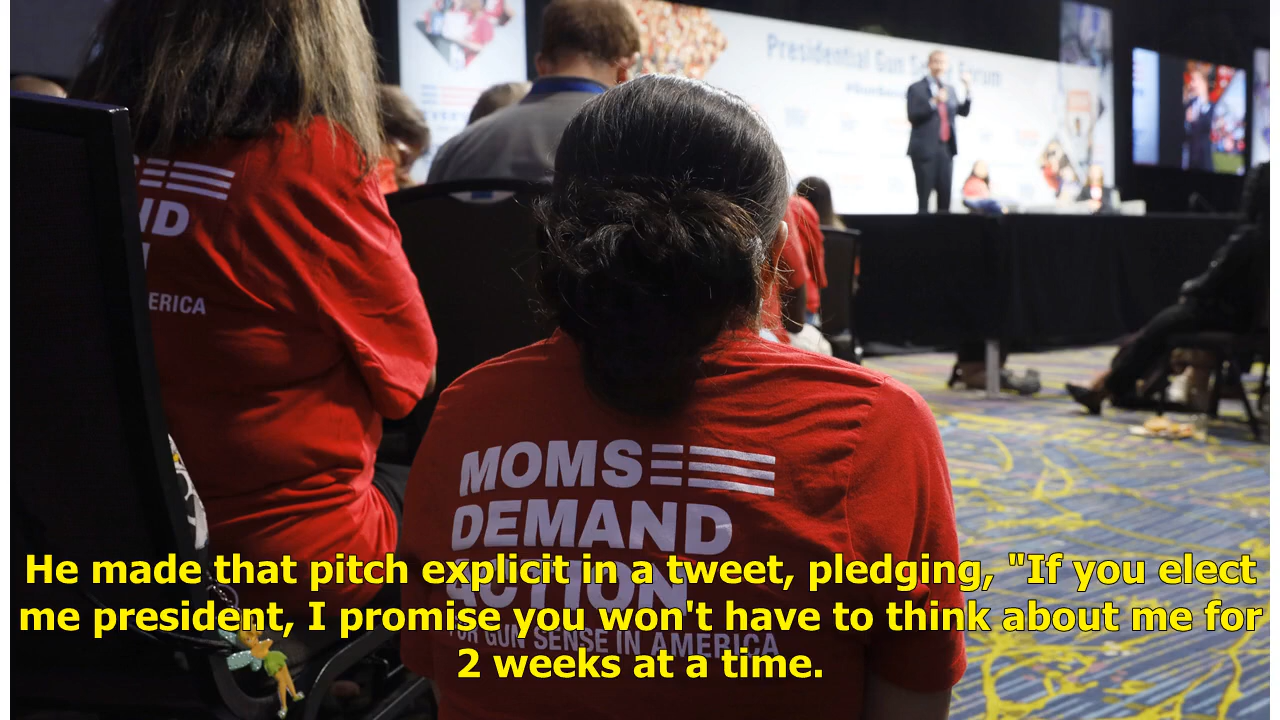 Presidential Gun Sense Forum
ND
ERICA
MOMS
DEMAND
ACTION
FOR GUN SENSE IN AMERICA
He made that pitch explicit in a tweet, pledging, "If you elect
me president, I promise you won't have to think about me for
2 weeks at a time.